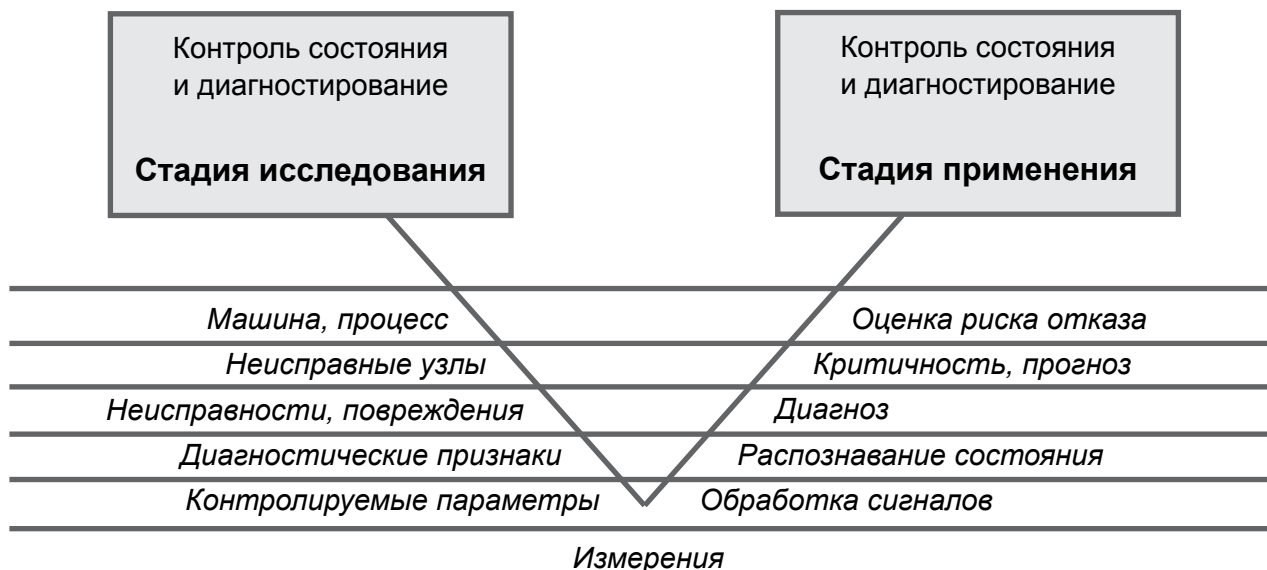 Контроль состояния
и диагностирование
Стадия исследования
Контроль состояния
и диагностирование
Стадия применения
Машина, процесс
Оценка риска отказа
Неисправные узлы
Критичность, прогноз
Неисправности, повреждения
Диагноз
Диагностические признаки
Распознавание состояния
Контролируемые параметры
Обработка сигналов
Измерения